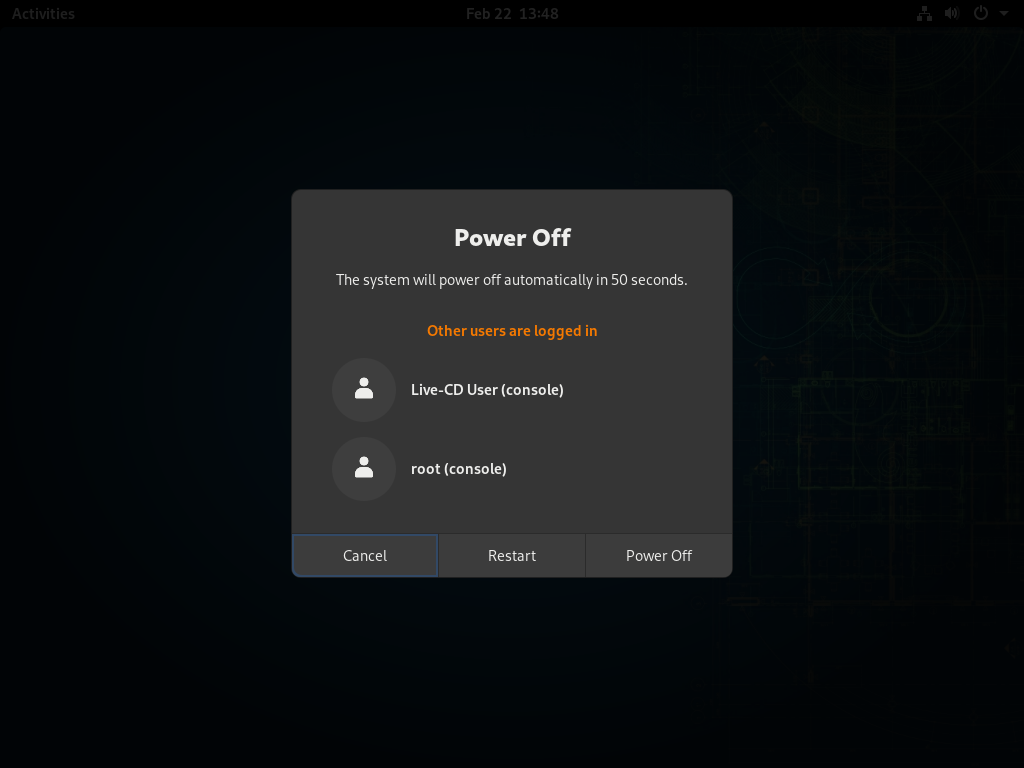 Activities
Feb 22 13:48
Power Off
The system will power off automatically in 50 seconds.
Other users are logged in
Live-CD User (console)
root (console)
Cancel
Restart
Power Off